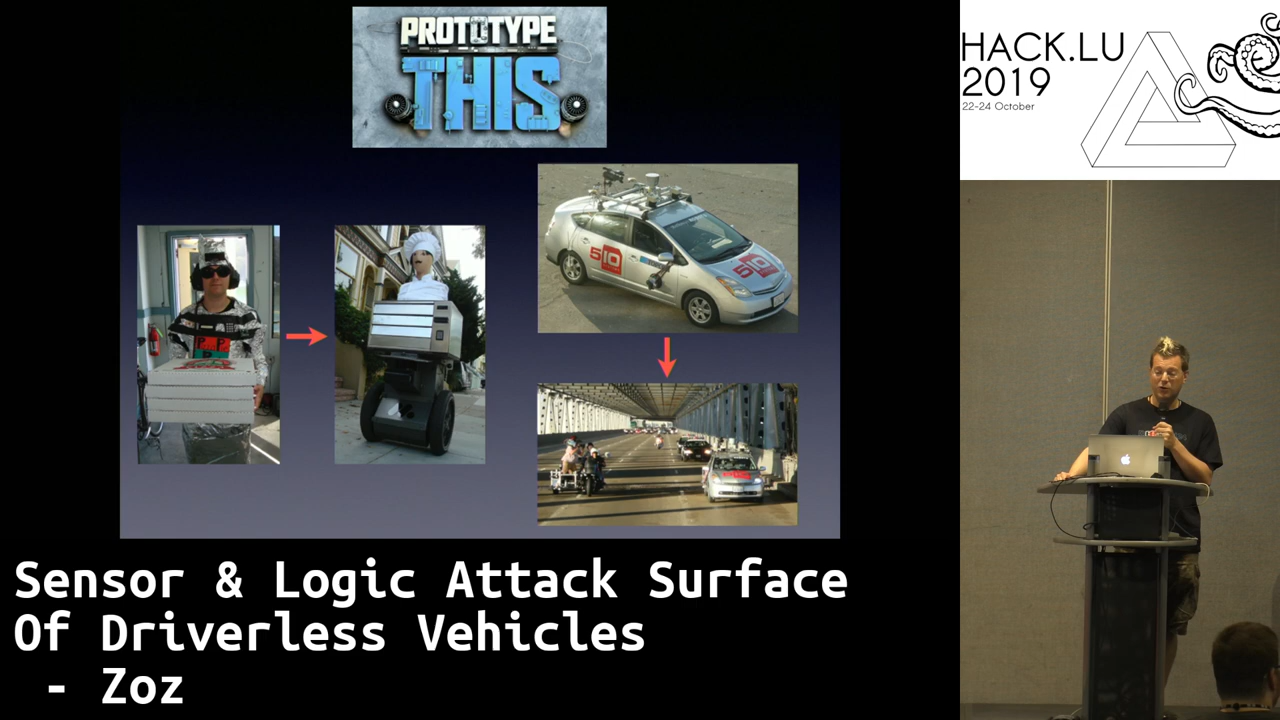 PROTOTYPE
THIS
HACK.LU
2019
22-24 October
510
510
P P
P
Sensor & Logic Attack Surface
Of Driverless Vehicles
- Zoz